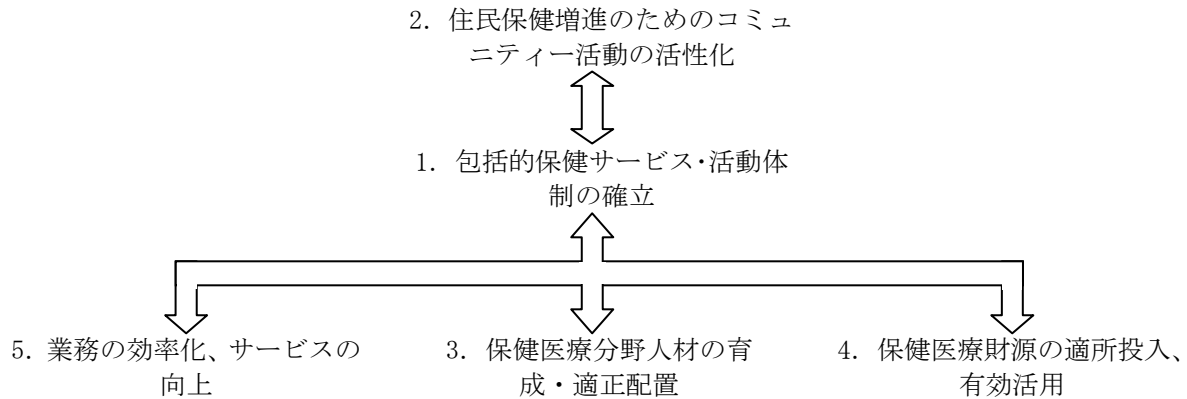 2. 住民保健増進のためのコミュ
ニティー活動の活性化
1. 包括的保健サービス・活動体
制の確立
5. 業務の効率化、サービスの
向上
3. 保健医療分野人材の育
成・適正配置
4. 保健医療財源の適所投入、
有効活用